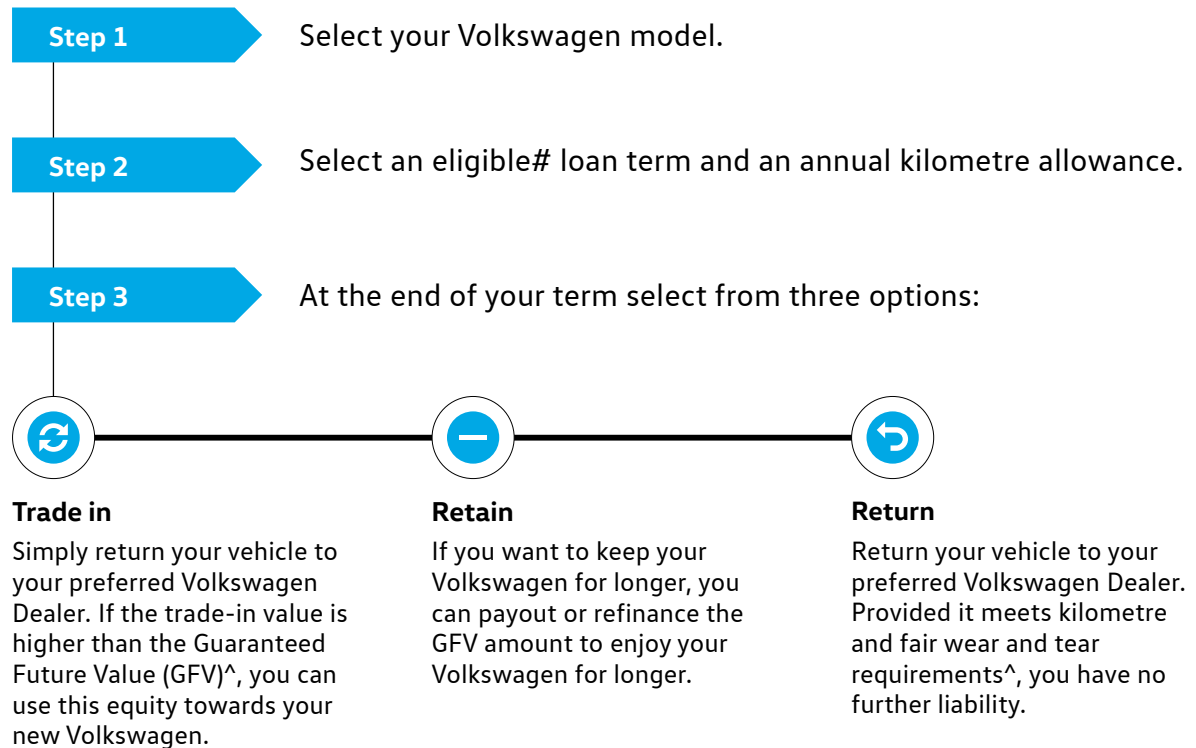 Step 1
Select your Volkswagen model.
Step 2
Select an eligible# loan term and an annual kilometre allowance.
Step 3
At the end of your term select from three options:
Trade in
Simply return your vehicle to
your preferred Volkswagen
Dealer. If the trade-in value is
higher than the Guaranteed
Future Value (GFV)^, you can
use this equity towards your
new Volkswagen.
Retain
If you want to keep your
Volkswagen for longer, you
can payout or refinance the
GFV amount to enjoy your
Volkswagen for longer.
Return
Return your vehicle to your
preferred Volkswagen Dealer.
Provided it meets kilometre
and fair wear and tear
requirements^, you have no
further liability.